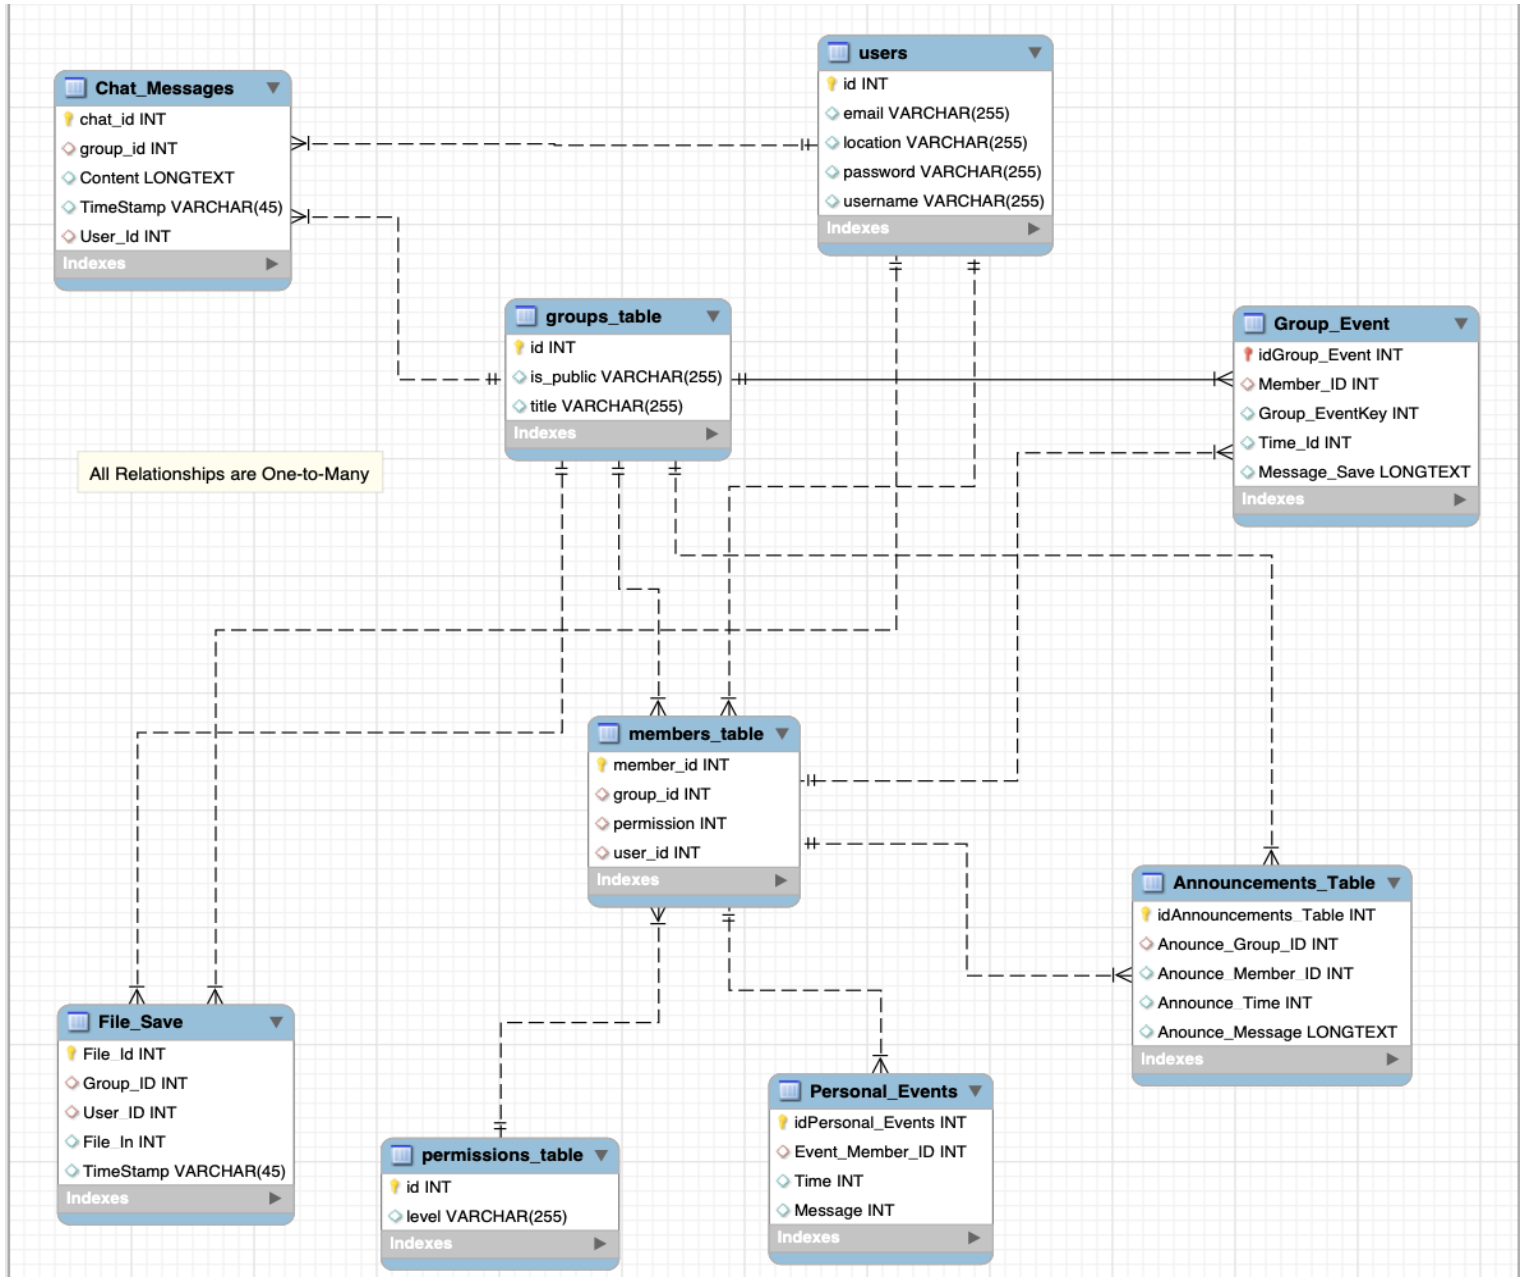 Chat_Messages
chat_id INT
group_id INT
Content LONGTEXT
TimeStamp VARCHAR(45)
User_Id INT
Indexes
users
id INT
email VARCHAR(255)
location VARCHAR(255)
password VARCHAR(255)
username VARCHAR(255)
Indexes
groups_table
id INT
is_public VARCHAR(255)
title VARCHAR(255)
Indexes
Group_Event
idGroup_Event INT
Member_ID INT
Group_EventKey INT
Time_Id INT
Message_Save LONGTEXT
Indexes
All Relationships are One-to-Many
members_table
member_id INT
group_id INT
permission INT
user_id INT
Indexes
Announcements_Table
idAnnouncements_Table INT
Anounce_Group_ID INT
Anounce_Member_ID INT
Announce_Time INT
Anounce_Message LONGTEXT
Indexes
File_Save
File_Id INT
Group_ID INT
User_ID INT
File_In INT
TimeStamp VARCHAR(45)
Indexes
permissions_table
id INT
level VARCHAR(255)
Indexes
Personal_Events
idPersonal_Events INT
Event_Member_ID INT
Time INT
Message INT
Indexes